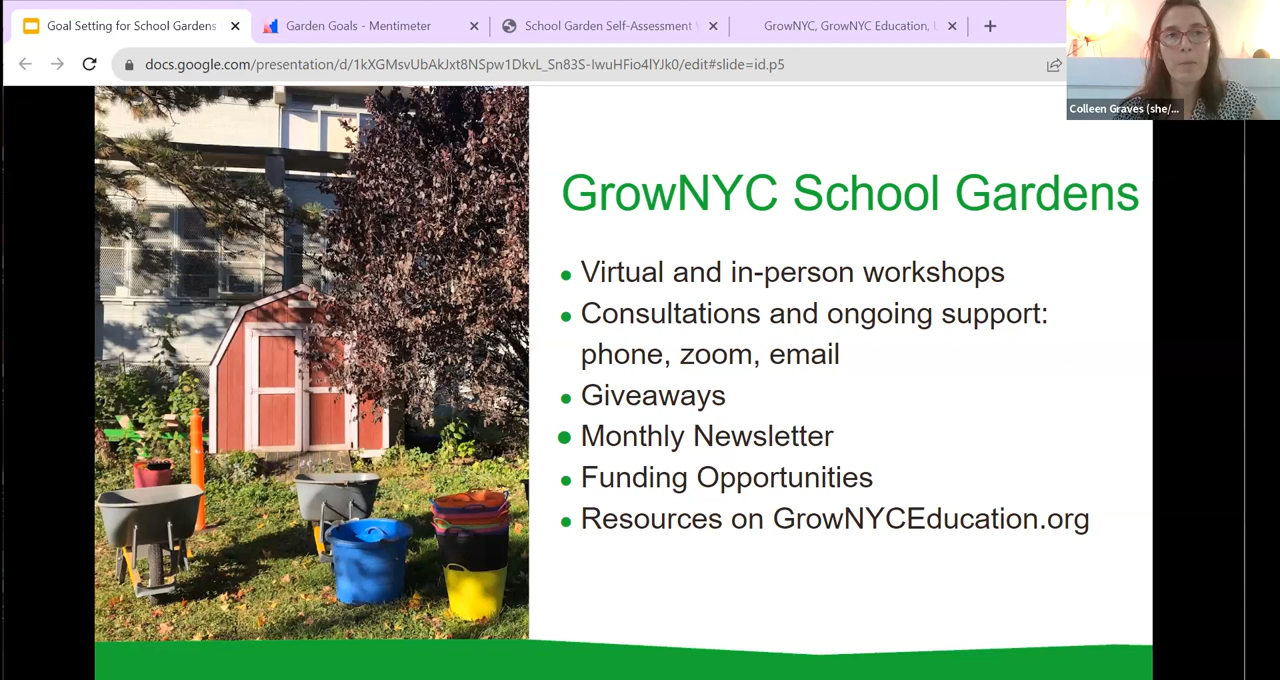 Goal Setting for School Gardens
Garden Goals - Mentimeter
School Garden Self-Assessment
GrowNYC, GrowNYC Education,
docs.google.com/presentation/d/1kXGMsvUbAkJxt8NSpw1DkvL_Sn83S-IwuHFio4lYJk0/edit#slide=id.p5
Colleen Graves (she/...
GrowNYC School Gardens
• Virtual and in-person workshops
• Consultations and ongoing support:
phone, zoom, email
• Giveaways
• Monthly Newsletter
• Funding Opportunities
• Resources on GrowNYCEducation.org